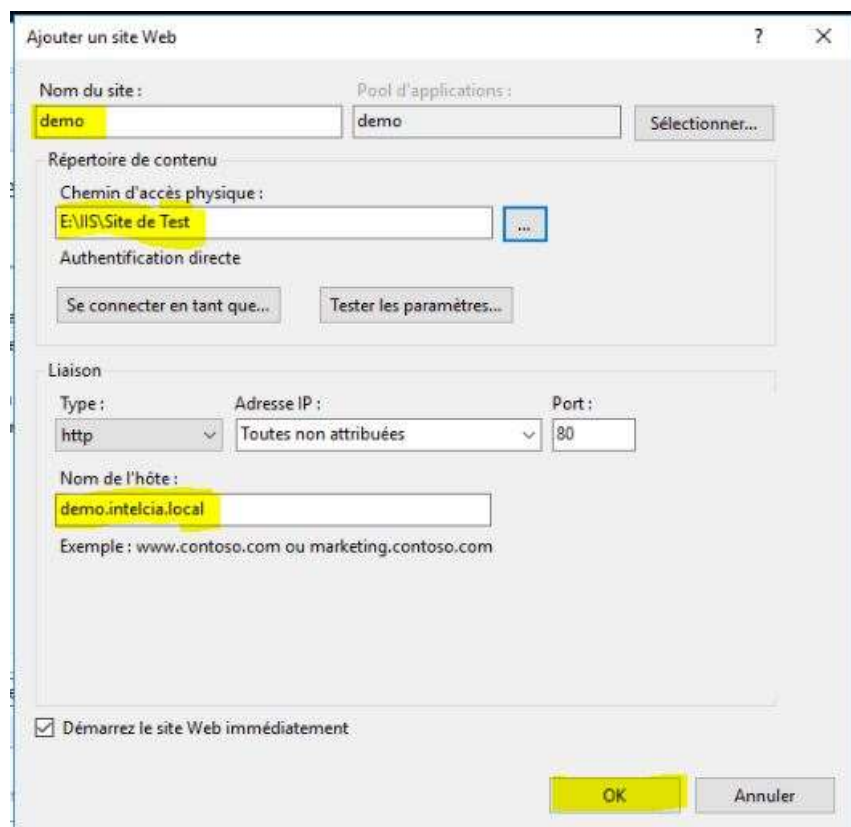 Ajouter un site Web
?
Nom du site :
Pool d'applications :
demo
demo
Sélectionner...
Répertoire de contenu
Chemin d'accès physique :
E:\IIS\Site de Test
...
Authentification directe
Se connecter en tant que...
Tester les paramètres...
Liaison
Type :
Adresse IP :
Port :
http
Toutes non attribuées
80
Nom de l'hôte :
demo.intelcia.local
Exemple : www.contoso.com ou marketing.contoso.com
Démarrez le site Web immédiatement
OK
Annuler